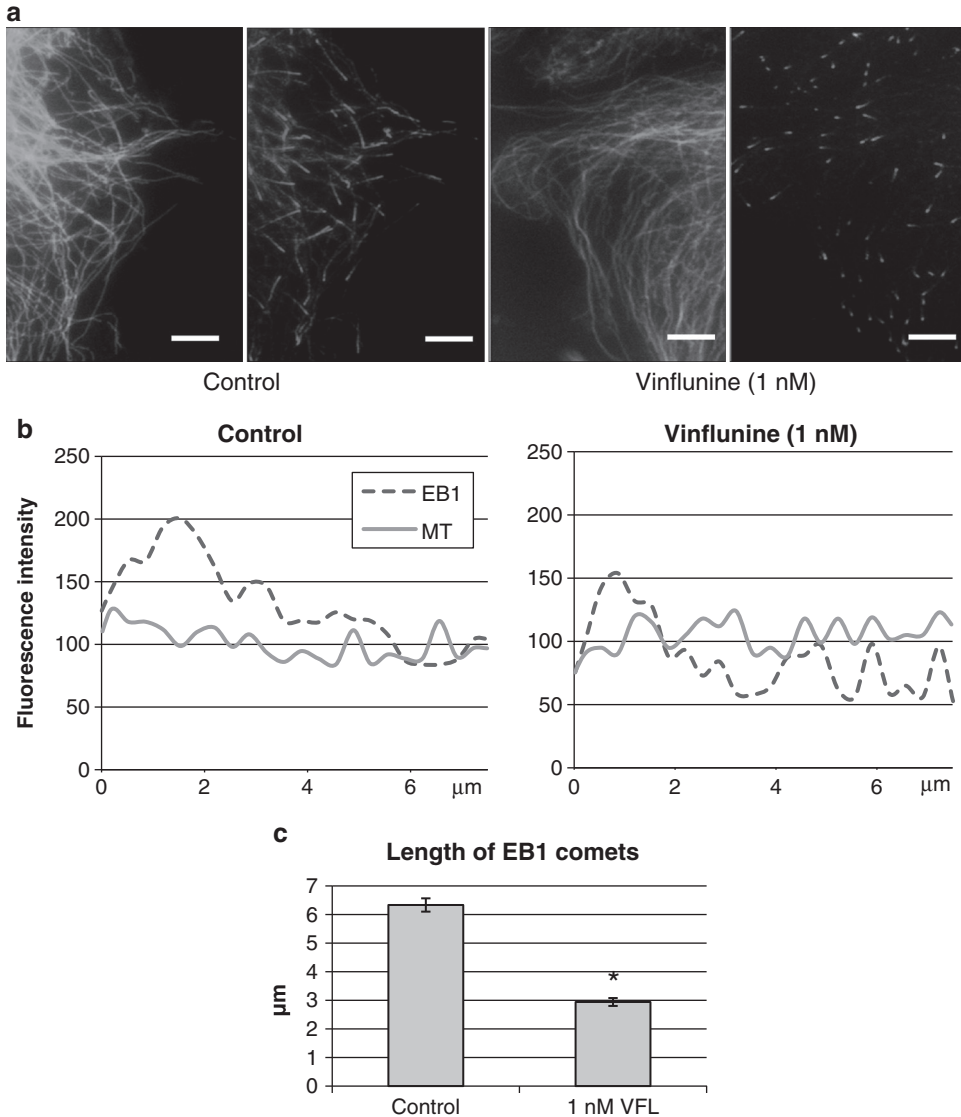 a
Control
Vinflunine (1 nM)
b
Control
Fluorescence intensity
250
200
150
100
50
0
0 2 4 6 μm
EB1
MT
Vinflunine (1 nM)
250
200
150
100
50
0
0 2 4 6 μm
c
Length of EB1 comets
μm
7
6
5
4
3
2
1
0
*
Control
1 nM VFL